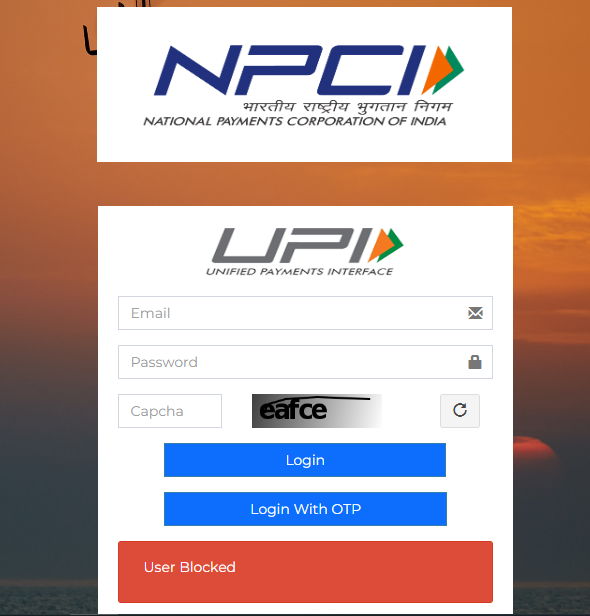 NPCI
भारतीय राष्ट्रीय भुगतान निगम
NATIONAL PAYMENTS CORPORATION OF INDIA
UPI
UNIFIED PAYMENTS INTERFACE
Email
Password
Capcha eafce
Login
Login With OTP
User Blocked